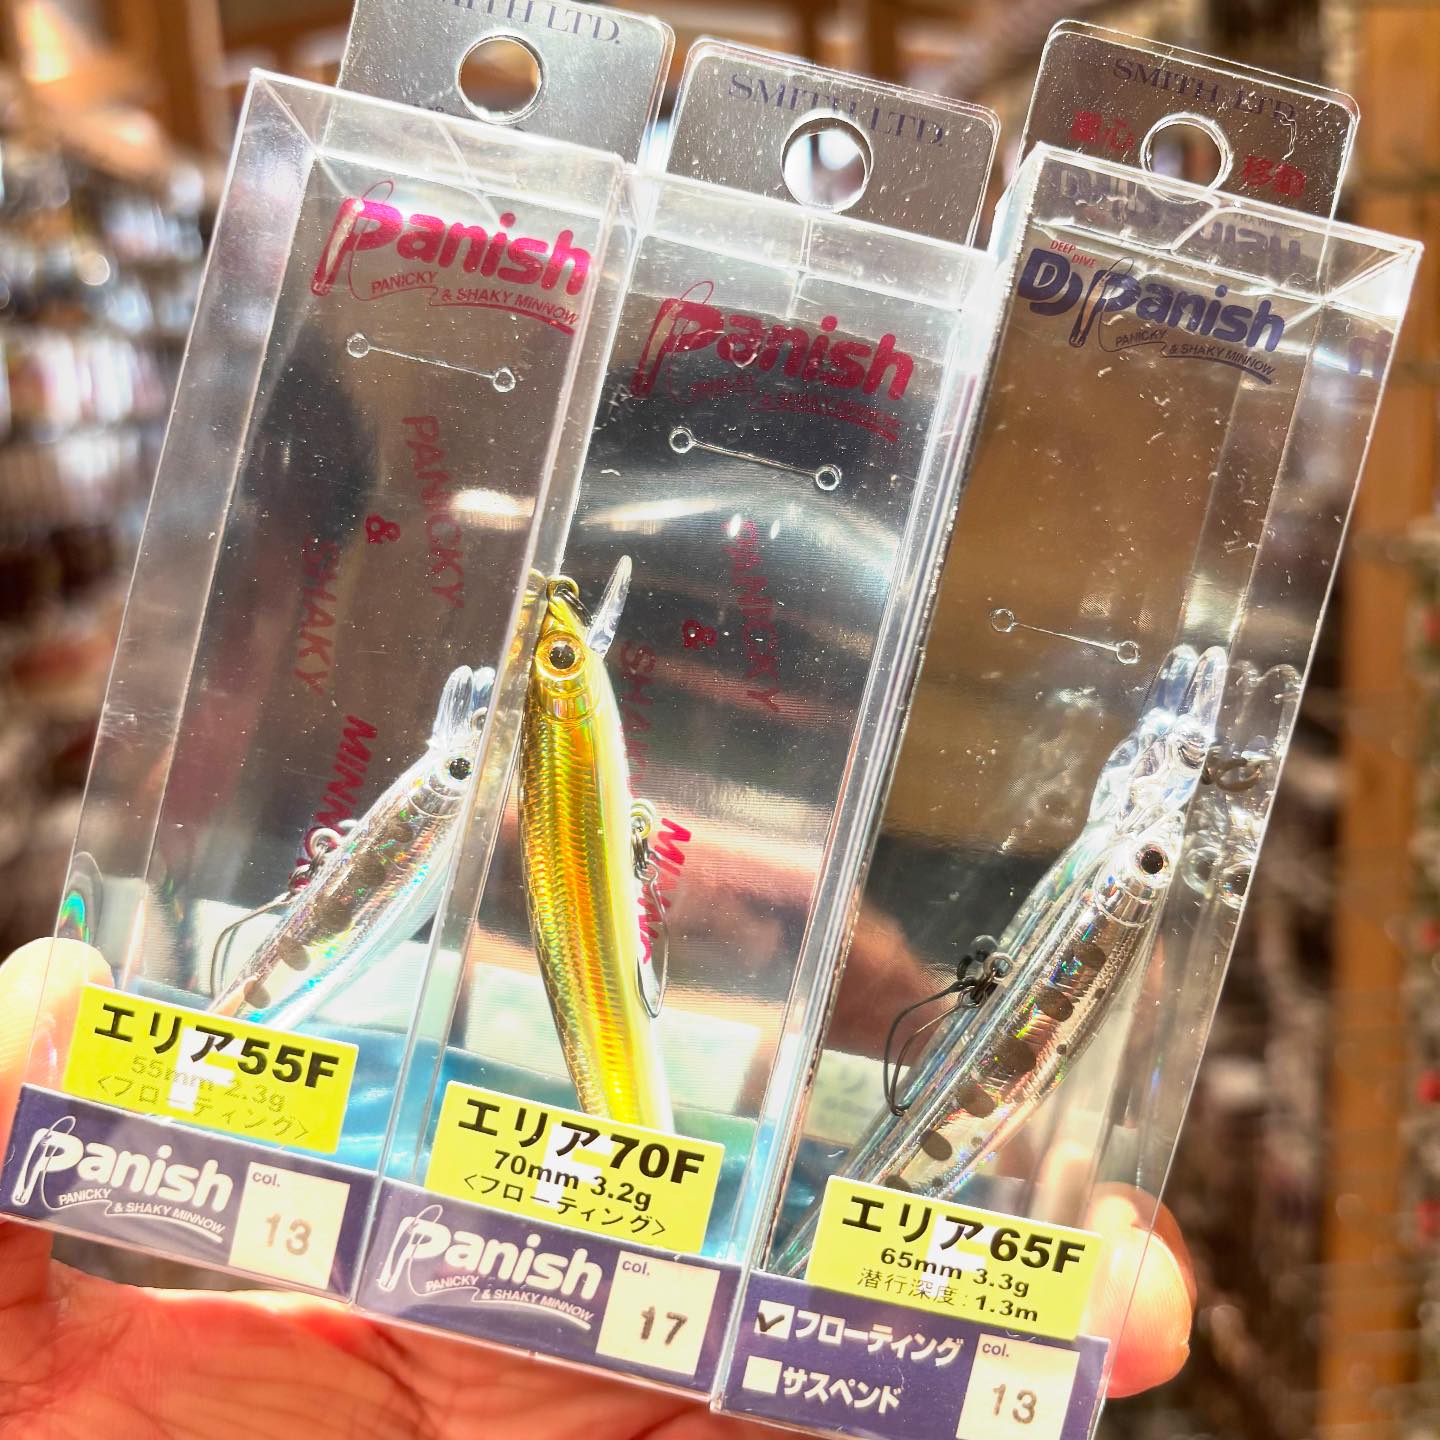 SMITH LTD.
Panish
PANICKY
& SHAKY MINNOW
PANICKY
&
SHAKY
エリア55F
55mm 2.3g
<フローティング>
Panish
PANICKY
& SHAKY MINNOW
col.
13
SMITH LTD.
Panish
& SHAKY MINNOW
PANICKY
&
SHAKY
エリア70F
70mm 3.2g
<フローティング>
Panish
PANICKY
& SHAKY MINNOW
col.
17
SMITH LTD.
DEEP DIVE
DD Panish
PANICKY
& SHAKY MINNOW
エリア65F
65mm 3.3g
潜行深度:1.3m
フローティング
サスペンド
col.
13